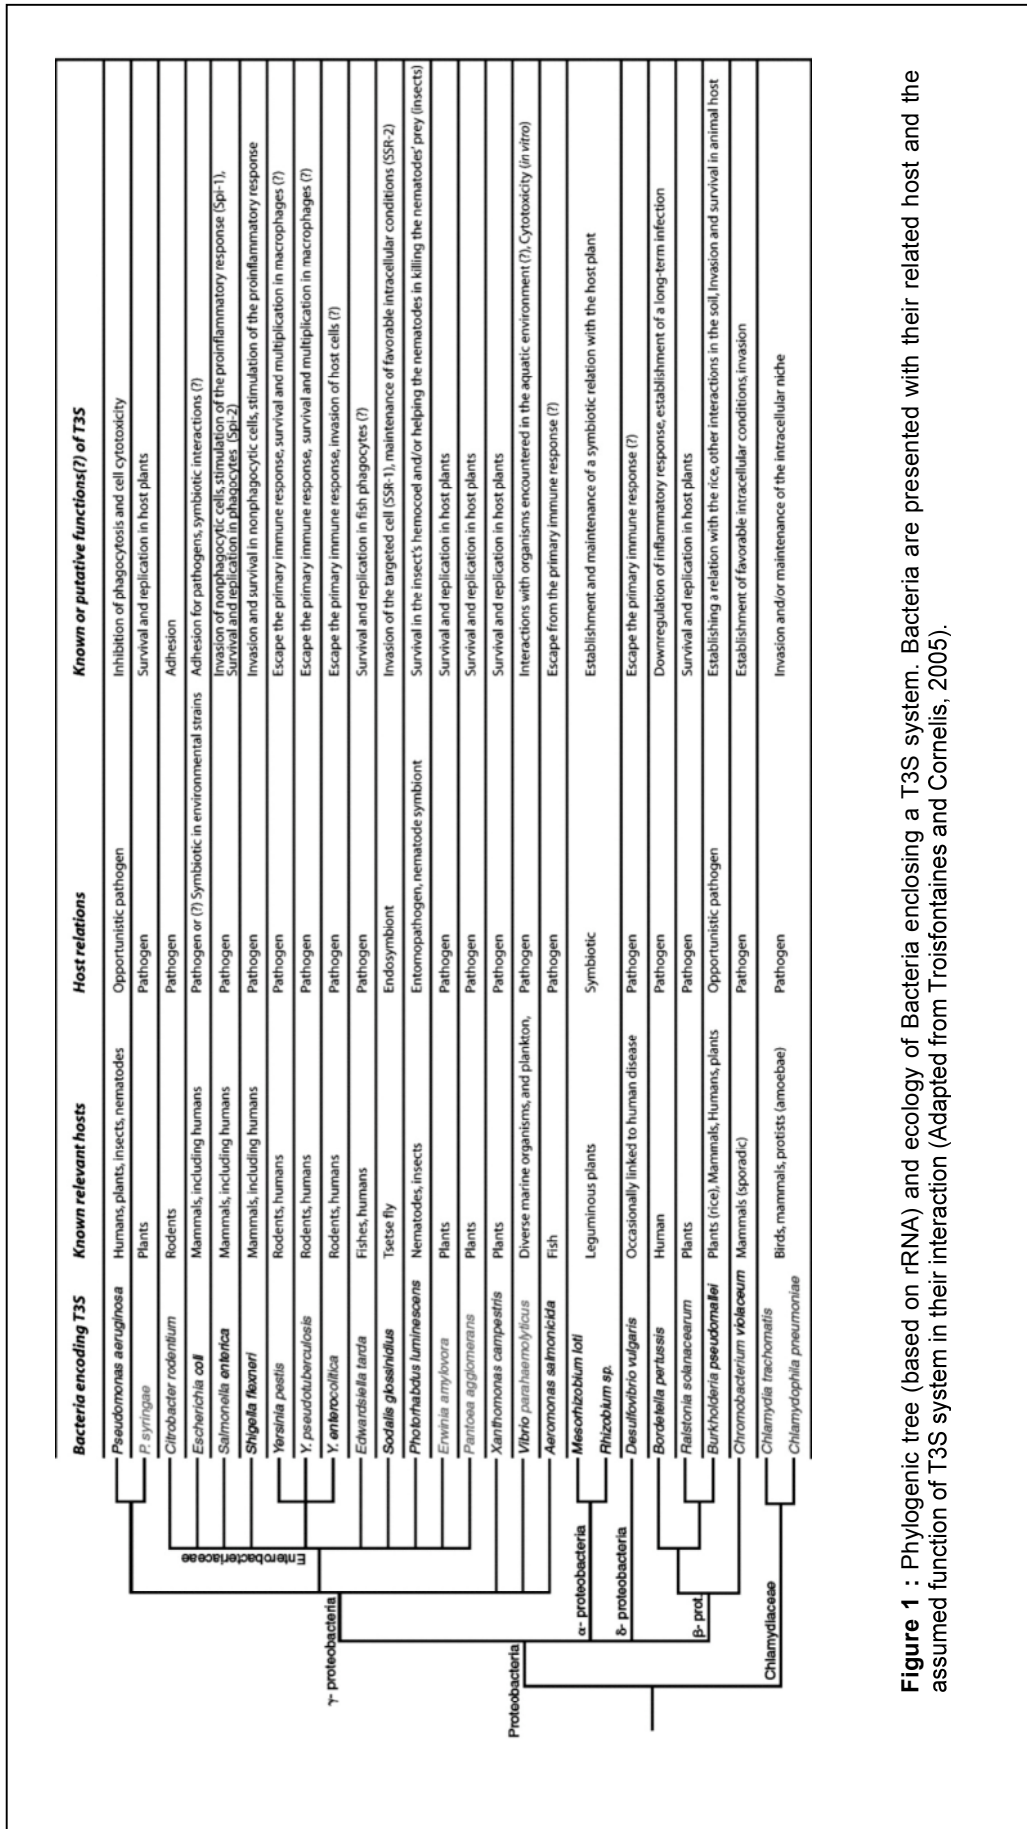 Bacteria encoding T3S Known relevant hosts Host relations Known or putative functions(?) of T3S
Pseudomonas aeruginosa Humans, plants, insects, nematodes Opportunistic pathogen Inhibition of phagocytosis and cell cytotoxicity
P. syringae Plants Pathogen Survival and replication in host plants
Citrobacter rodentium Rodents Pathogen Adhesion
Escherichia coli Mammals, including humans Pathogen or (?) Symbiotic in environmental strains Adhesion for pathogens, symbiotic interactions (?)
Salmonella enterica Mammals, including humans Pathogen Invasion of nonphagocytic cells, stimulation of the proinflammatory response (Spi-1),
Survival and replication in phagocytes (Spi-2)
Shigella flexneri Mammals, including humans Pathogen Invasion and survival in nonphagocytic cells, stimulation of the proinflammatory response
Yersinia pestis Rodents, humans Pathogen Escape the primary immune response, survival and multiplication in macrophages (?)
Y. pseudotuberculosis Rodents, humans Pathogen Escape the primary immune response, survival and multiplication in macrophages (?)
Y. enterocolitica Rodents, humans Pathogen Escape the primary immune response, invasion of host cells (?)
Edwardsiella tarda Fishes, humans Pathogen Survival and replication in fish phagocytes (?)
Sodalis glossinidius Tsetse fly Endosymbiont Invasion of the targeted cell (SSR-1), maintenance of favorable intracellular conditions (SSR-2)
Photorhabdus luminescens Nematodes, insects Entomopathogen, nematode symbiont Survival in the insect's hemocoel and/or helping the nematodes in killing the nematodes' prey (insects)
Erwinia amylovora Plants Pathogen Survival and replication in host plants
Pantoea agglomerans Plants Pathogen Survival and replication in host plants
Xanthomonas campestris Plants Pathogen Survival and replication in host plants
Vibrio parahaemolyticus Diverse marine organisms, and plankton, Pathogen Interactions with organisms encountered in the aquatic environment (?), Cytotoxicity (in vitro)
Aeromonas salmonicida Fish Pathogen Escape from the primary immune response (?)
Mesorhizobium loti
Leguminous plants Symbiotic Establishment and maintenance of a symbiotic relation with the host plant
Rhizobium sp.
Desulfovibrio vulgaris Occasionally linked to human disease Pathogen Escape the primary immune response (?)
Bordetella pertussis Human Pathogen Downregulation of inflammatory response, establishment of a long-term infection
Ralstonia solanacearum Plants Pathogen Survival and replication in host plants
Burkholderia pseudomallei Plants (rice), Mammals, Humans, plants Opportunistic pathogen Establishing a relation with the rice, other interactions in the soil, Invasion and survival in animal host
Chromobacterium violaceum Mammals (sporadic) Pathogen Establishment of favorable intracellular conditions, invasion
Chlamydia trachomatis
Birds, mammals, protists (amoebae) Pathogen Invasion and/or maintenance of the intracellular niche
Chlamydophila pneumoniae
Enterobacteriaceae
γ- proteobacteria
Proteobacteria
α- proteobacteria
δ- proteobacteria
β- prot.
Chlamydiaceae
Figure 1 : Phylogenic tree (based on rRNA) and ecology of Bacteria enclosing a T3S system. Bacteria are presented with their related host and the
assumed function of T3S system in their interaction (Adapted from Troisfontaines and Cornelis, 2005).